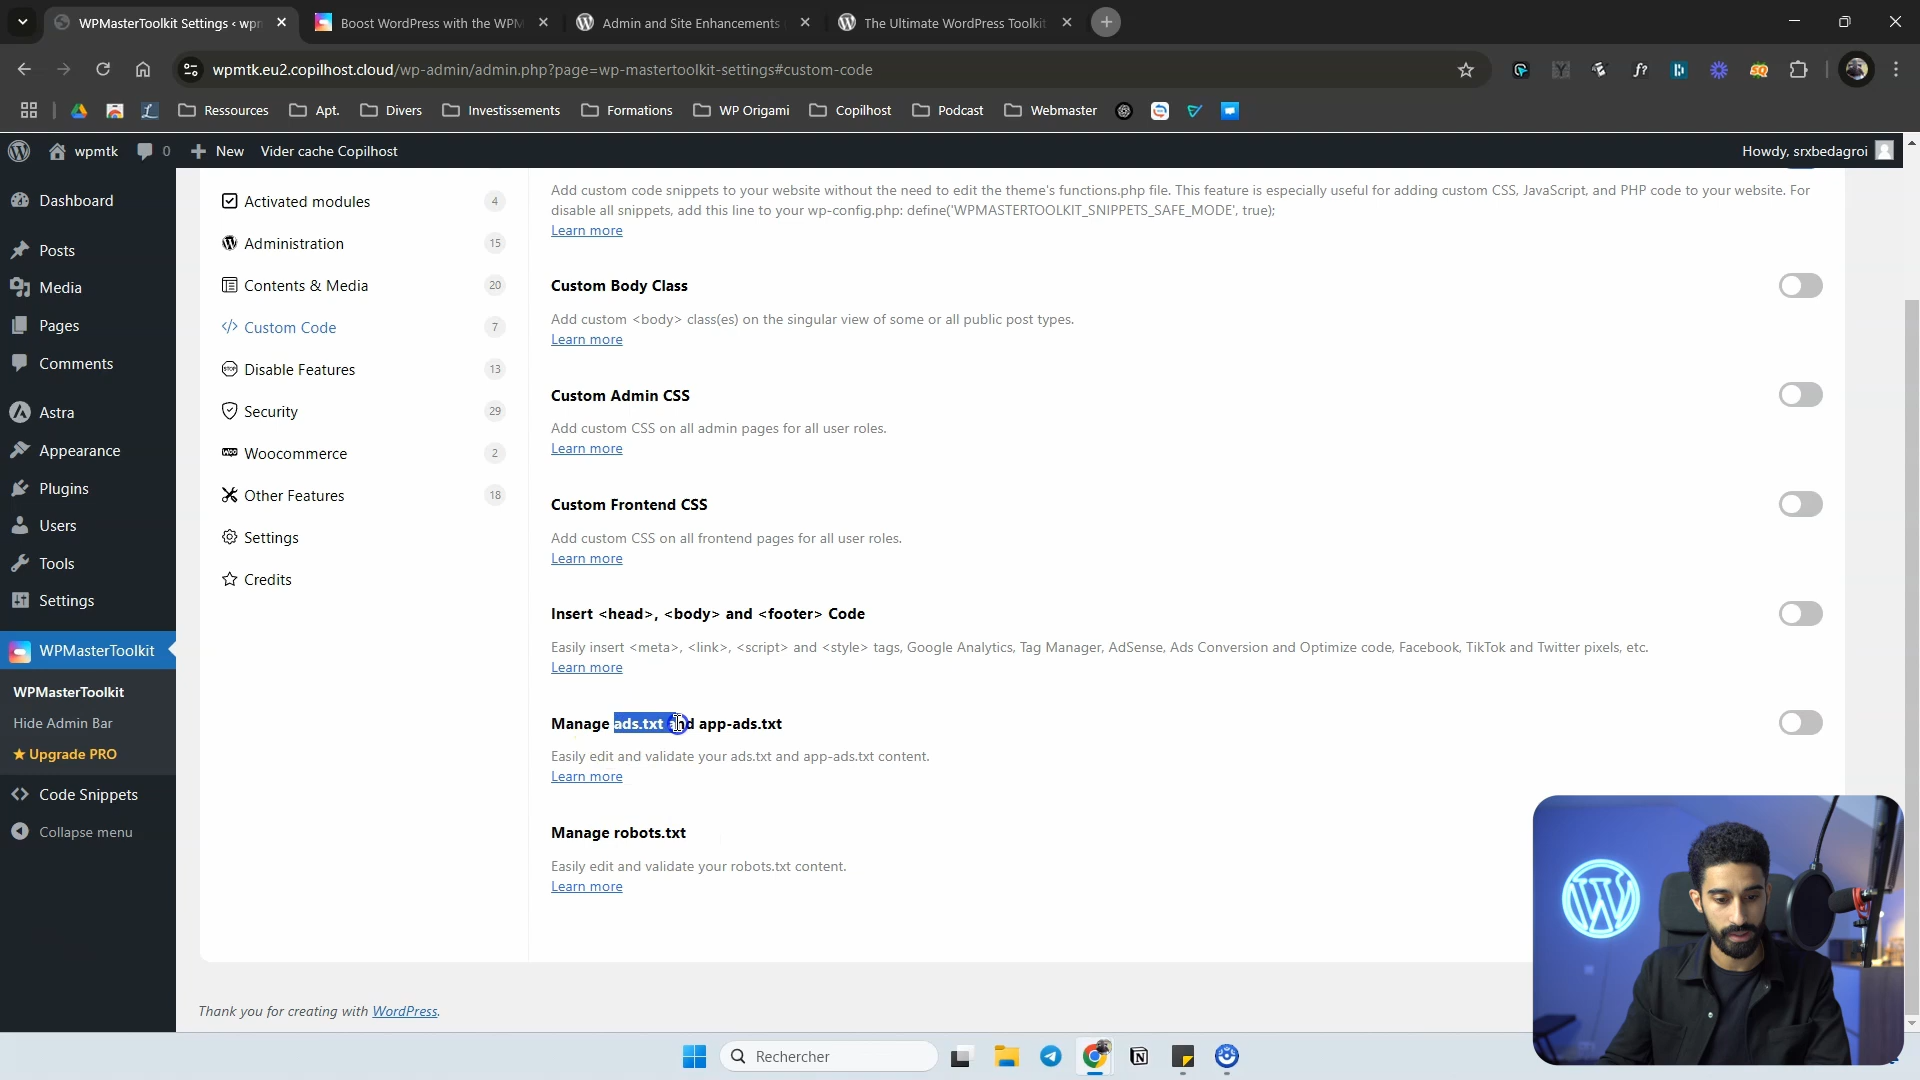 WPMasterToolkit Settings ‹ wpm
Boost WordPress with the WPM
Admin and Site Enhancements
The Ultimate WordPress Toolkit
wpmtk.eu2.copilhost.cloud/wp-admin/admin.php?page=wp-mastertoolkit-settings#custom-code
Ressources
Apt.
Divers
Investissements
Formations
WP Origami
Copilhost
Podcast
Webmaster
wpmtk
0
New
Vider cache Copilhost
Howdy, srxbedagroi
Dashboard
Posts
Media
Pages
Comments
Astra
Appearance
Plugins
Users
Tools
Settings
WPMasterToolkit
WPMasterToolkit
Hide Admin Bar
★ Upgrade PRO
Code Snippets
Collapse menu
Activated modules 4
Administration 15
Contents & Media 20
Custom Code 7
Disable Features 13
Security 29
Woocommerce 2
Other Features 18
Settings
Credits
Add custom code snippets to your website without the need to edit the theme's functions.php file. This feature is especially useful for adding custom CSS, JavaScript, and PHP code to your website. For
disable all snippets, add this line to your wp-config.php: define('WPMASTERTOOLKIT_SNIPPETS_SAFE_MODE', true);
Learn more
Custom Body Class
Add custom <body> class(es) on the singular view of some or all public post types.
Learn more
Custom Admin CSS
Add custom CSS on all admin pages for all user roles.
Learn more
Custom Frontend CSS
Add custom CSS on all frontend pages for all user roles.
Learn more
Insert <head>, <body> and <footer> Code
Easily insert <meta>, <link>, <script> and <style> tags, Google Analytics, Tag Manager, AdSense, Ads Conversion and Optimize code, Facebook, TikTok and Twitter pixels, etc.
Learn more
Manage ads.txt and app-ads.txt
Easily edit and validate your ads.txt and app-ads.txt content.
Learn more
Manage robots.txt
Easily edit and validate your robots.txt content.
Learn more
Thank you for creating with WordPress.
Rechercher